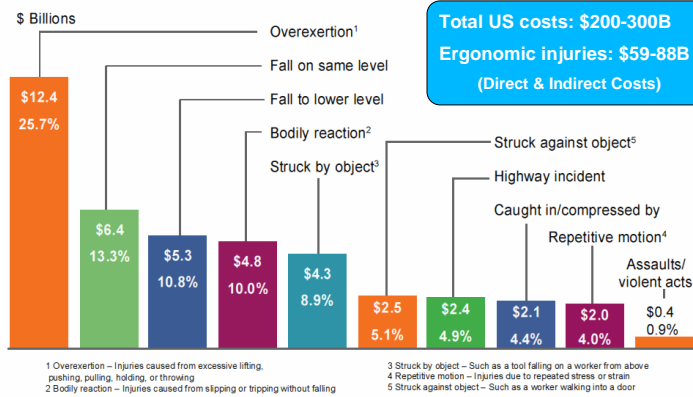 $ Billions
Total US costs: $200-300B
Ergonomic injuries: $59-88B
(Direct & Indirect Costs)
Overexertion¹
Fall on same level
Fall to lower level
Bodily reaction²
Struck by object³
Struck against object⁵
Highway incident
Caught in/compressed by
Repetitive motion⁴
Assaults/
violent acts
$12.4
25.7%
$6.4
13.3%
$5.3
10.8%
$4.8
10.0%
$4.3
8.9%
$2.5
5.1%
$2.4
4.9%
$2.1
4.4%
$2.0
4.0%
$0.4
0.9%
1 Overexertion – Injuries caused from excessive lifting,
pushing, pulling, holding, or throwing
2 Bodily reaction – Injuries caused from slipping or tripping without falling
3 Struck by object – Such as a tool falling on a worker from above
4 Repetitive motion – Injuries due to repeated stress or strain
5 Struck against object – Such as a worker walking into a door